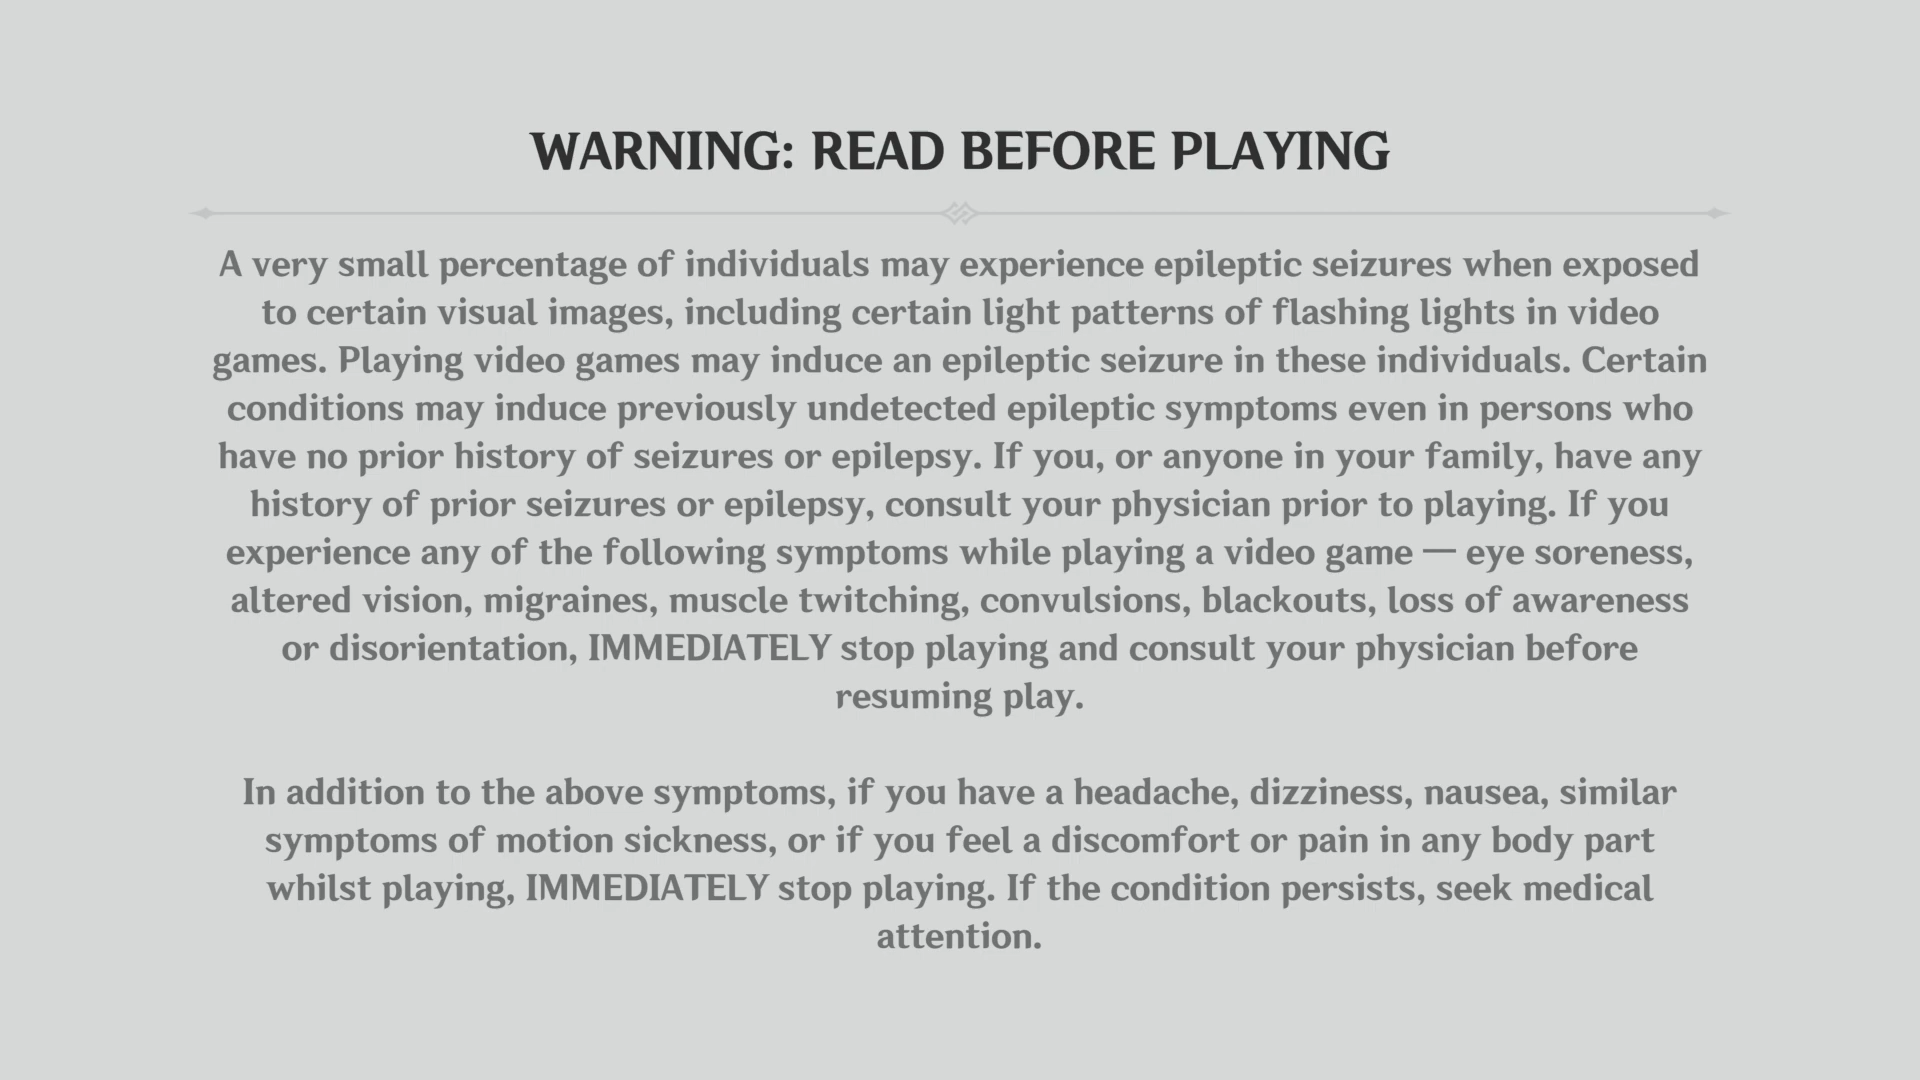 WARNING: READ BEFORE PLAYING
A very small percentage of individuals may experience epileptic seizures when exposed
to certain visual images, including certain light patterns of flashing lights in video
games. Playing video games may induce an epileptic seizure in these individuals. Certain
conditions may induce previously undetected epileptic symptoms even in persons who
have no prior history of seizures or epilepsy. If you, or anyone in your family, have any
history of prior seizures or epilepsy, consult your physician prior to playing. If you
experience any of the following symptoms while playing a video game — eye soreness,
altered vision, migraines, muscle twitching, convulsions, blackouts, loss of awareness
or disorientation, IMMEDIATELY stop playing and consult your physician before
resuming play.
In addition to the above symptoms, if you have a headache, dizziness, nausea, similar
symptoms of motion sickness, or if you feel a discomfort or pain in any body part
whilst playing, IMMEDIATELY stop playing. If the condition persists, seek medical
attention.